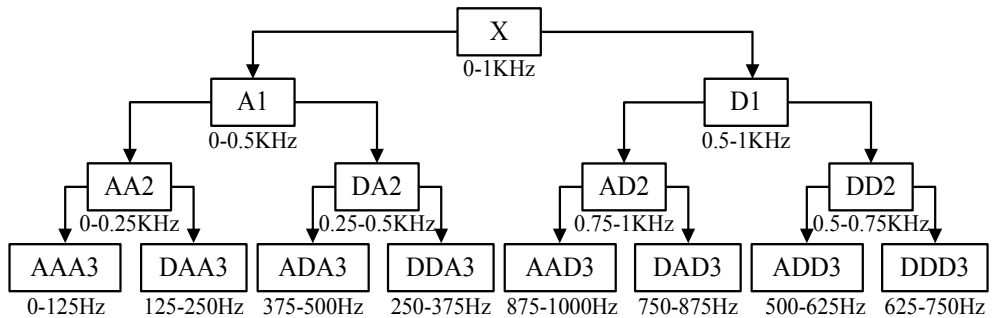 X
0-1KHz
A1
D1
0-0.5KHz
0.5-1KHz
AA2
DA2
AD2
DD2
0-0.25KHz
0.25-0.5KHz
0.75-1KHz
0.5-0.75KHz
AAA3
DAA3
ADA3
DDA3
AAD3
DAD3
ADD3
DDD3
0-125Hz
125-250Hz
375-500Hz
250-375Hz
875-1000Hz
750-875Hz
500-625Hz
625-750Hz